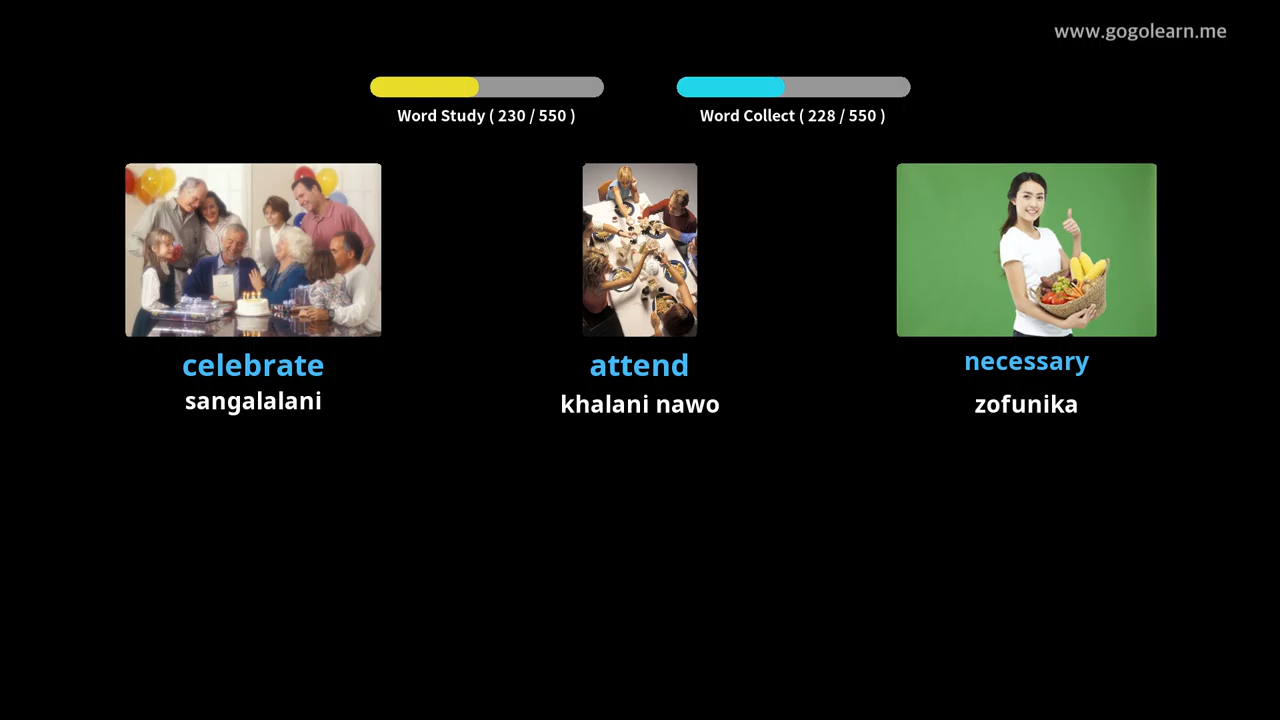 www.gogolearn.me
Word Study ( 230 / 550 )
Word Collect ( 228 / 550 )
celebrate
sangalalani
attend
khalani nawo
necessary
zofunika